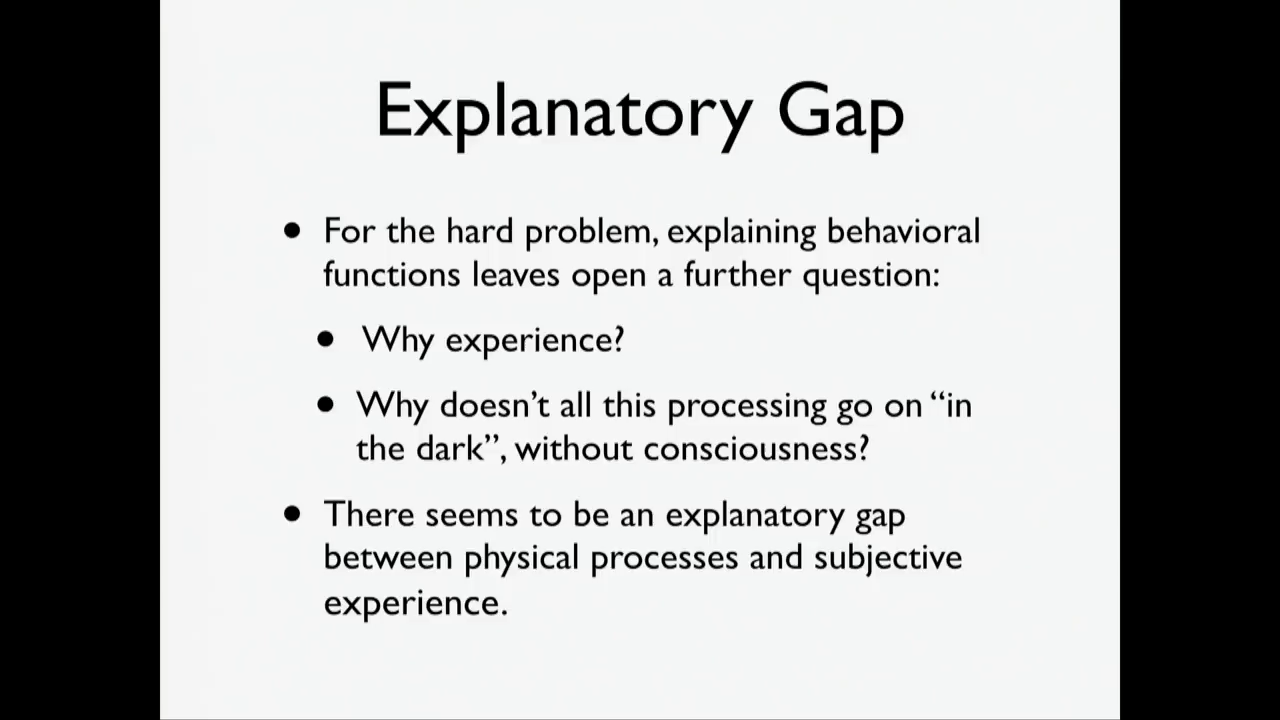 Explanatory Gap
• For the hard problem, explaining behavioral
functions leaves open a further question:
• Why experience?
• Why doesn’t all this processing go on “in
the dark”, without consciousness?
• There seems to be an explanatory gap
between physical processes and subjective
experience.